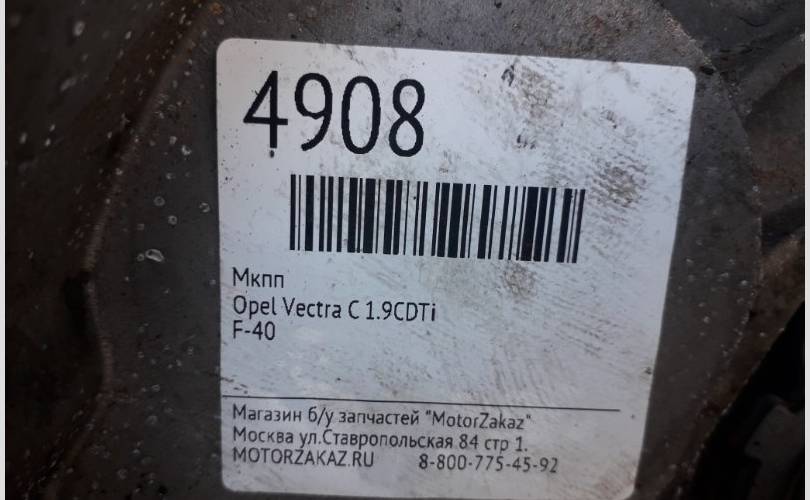 4908
Мкпп
Opel Vectra C 1.9CDTi
F-40
Магазин б/у запчастей "MotorZakaz"
Москва ул.Ставропольская 84 стр 1.
MOTORZAKAZ.RU 8-800-775-45-92